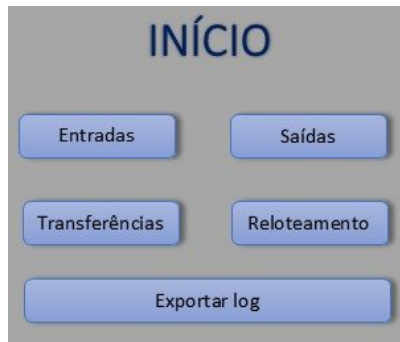 INÍCIO
Entradas
Saídas
Transferências
Reloteamento
Exportar log